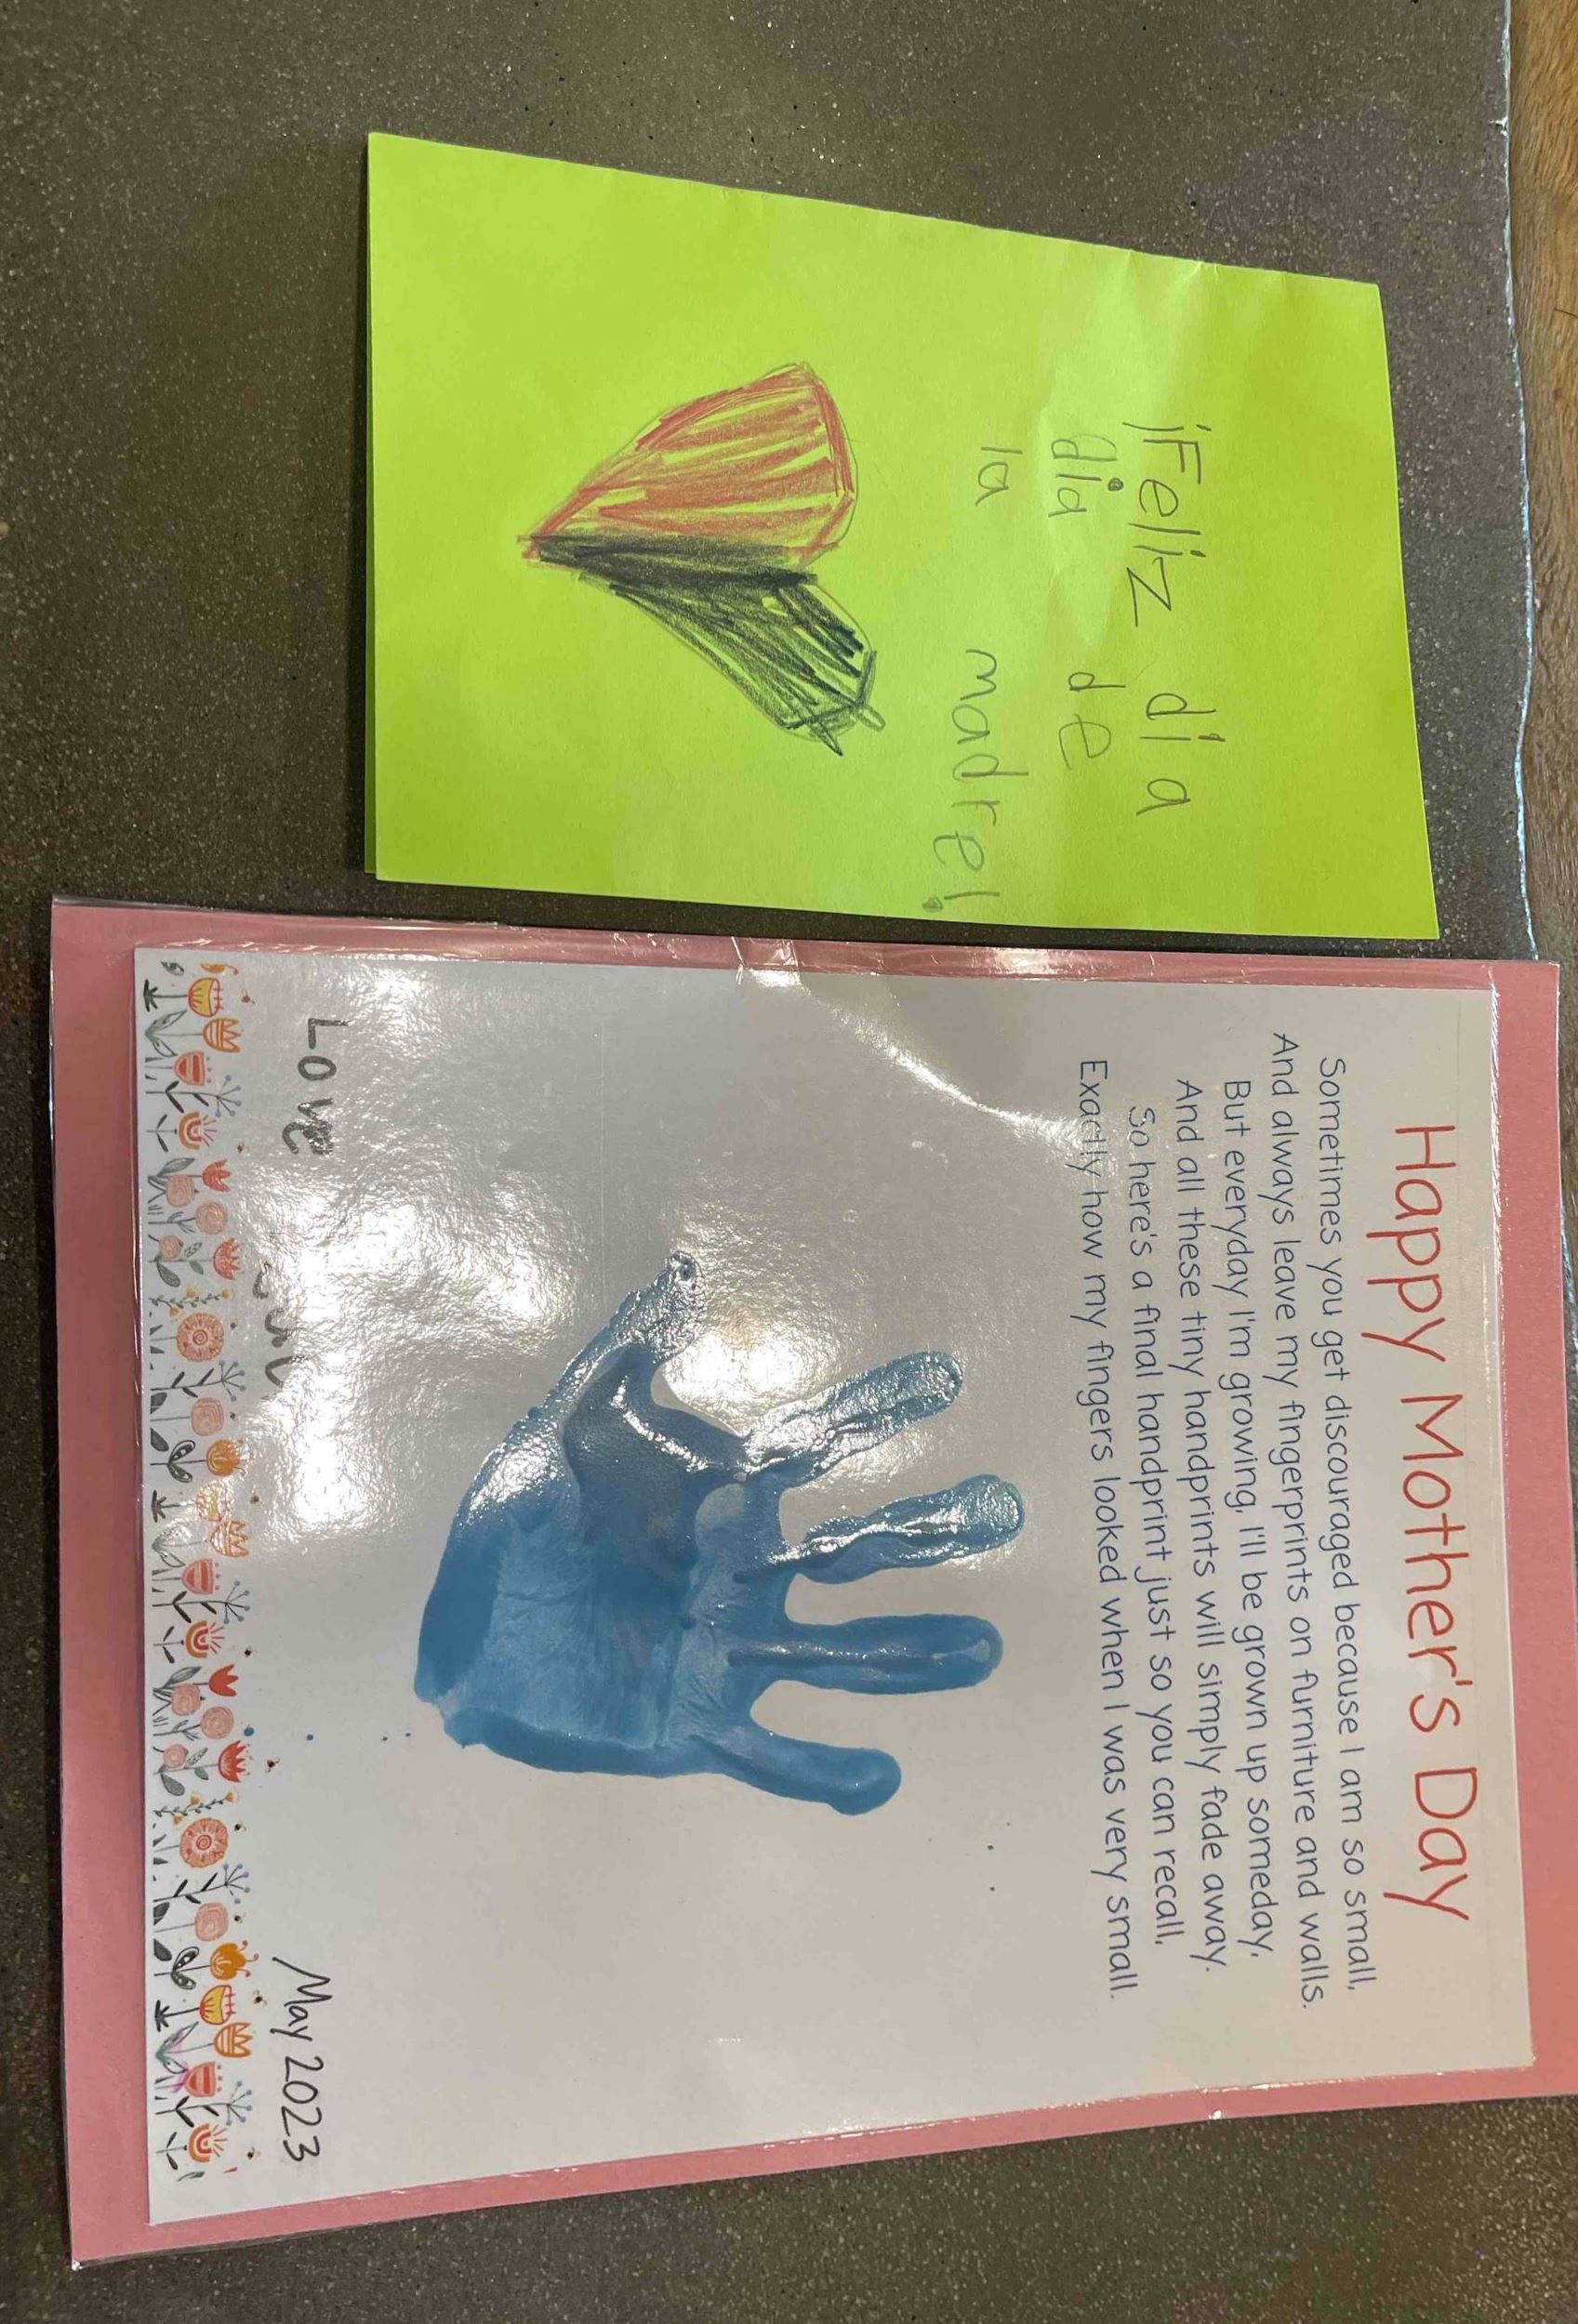 ¡Feliz día
día de
la madre!
Happy Mother's Day
Sometimes you get discouraged because I am so small,
And always leave my fingerprints on furniture and walls.
But everyday I'm growing, I'll be grown up someday,
And all these tiny handprints will simply fade away.
So here's a final handprint just so you can recall,
Exactly how my fingers looked when I was very small.
Love
May 2023